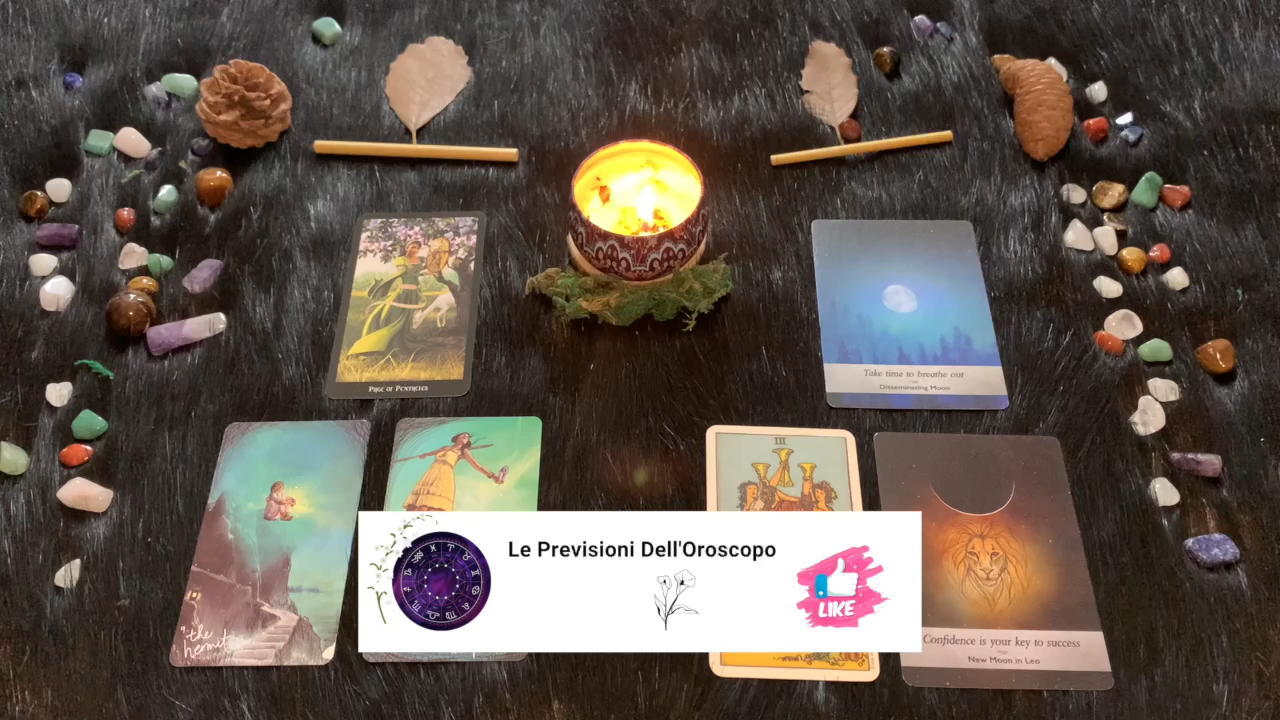 PAGE OF PENTACLES
Take time to breathe out
Disseminating Moon
"the
hermit"
III
Le Previsioni Dell'Oroscopo
LIKE
Confidence is your key to success
New Moon in Leo